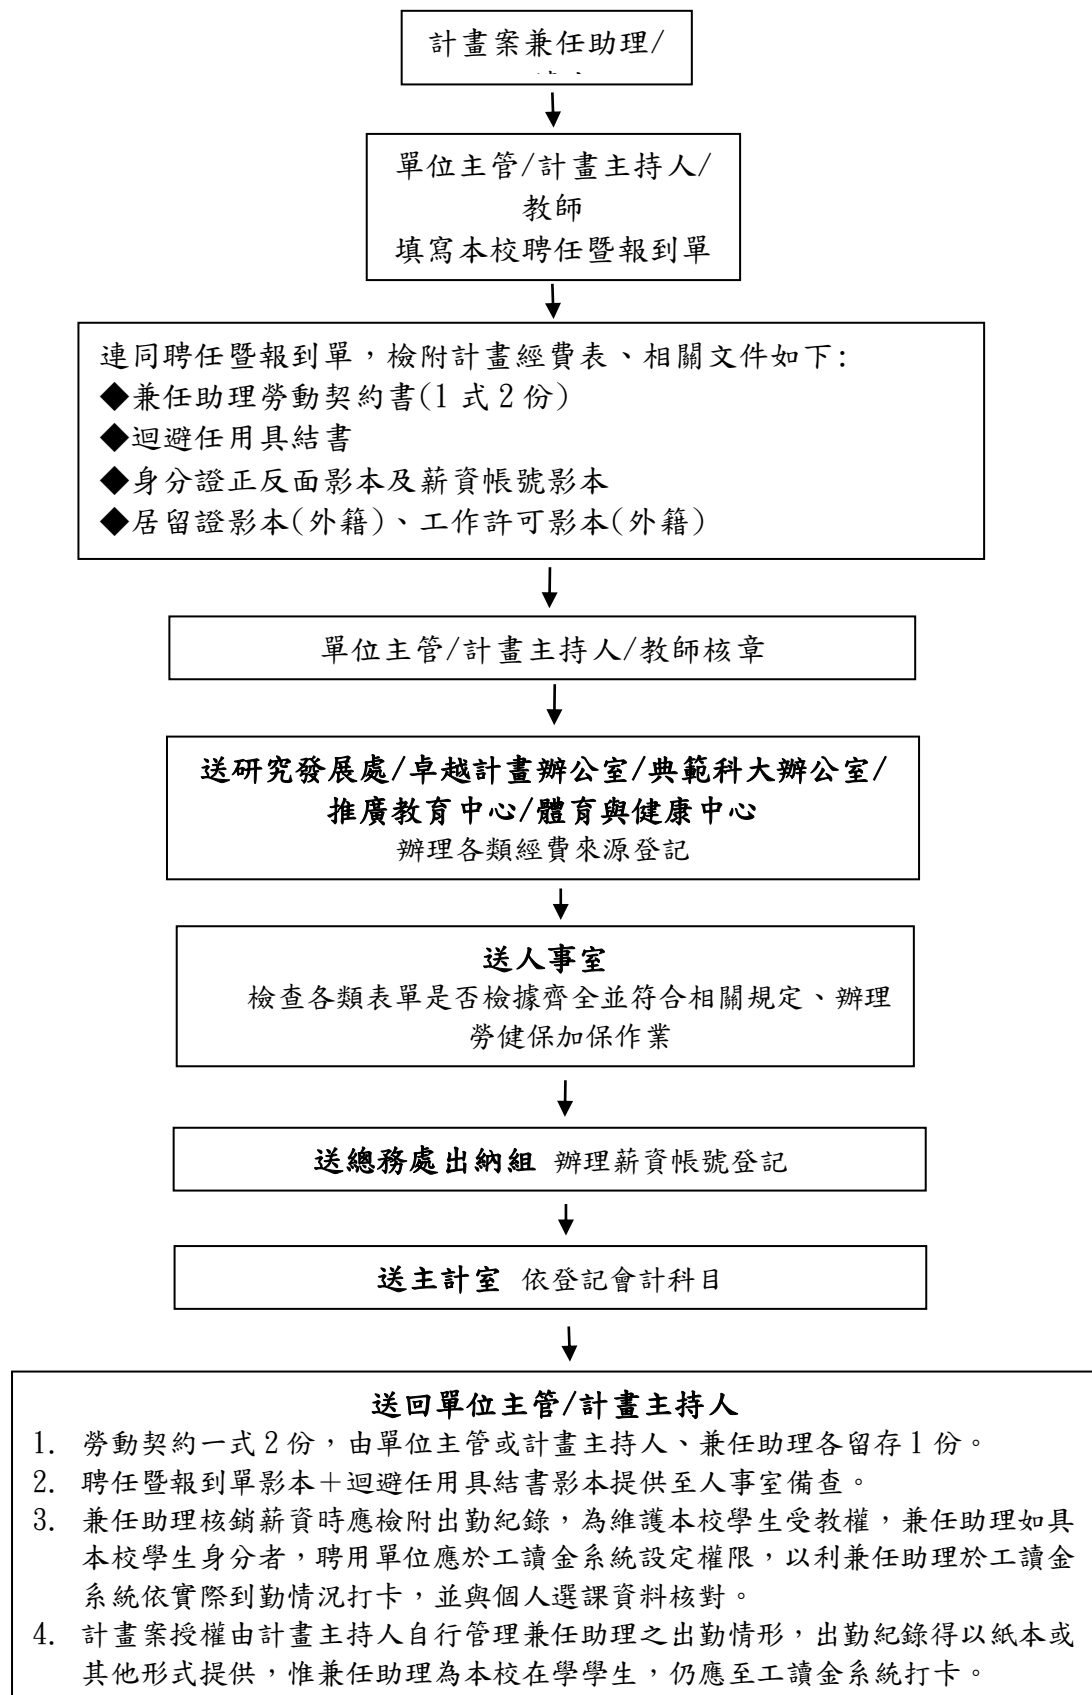 計畫案兼任助理/
單位主管/計畫主持人/
教師
填寫本校聘任暨報到單
連同聘任暨報到單，檢附計畫經費表、相關文件如下:
◆兼任助理勞動契約書(1 式 2 份)
◆迴避任用具結書
◆身分證正反面影本及薪資帳號影本
◆居留證影本(外籍)、工作許可影本(外籍)
單位主管/計畫主持人/教師核章
送研究發展處/卓越計畫辦公室/典範科大辦公室/
推廣教育中心/體育與健康中心
辦理各類經費來源登記
送人事室
檢查各類表單是否檢據齊全並符合相關規定、辦理
勞健保加保作業
送總務處出納組 辦理薪資帳號登記
送主計室 依登記會計科目
送回單位主管/計畫主持人
1. 勞動契約一式 2 份，由單位主管或計畫主持人、兼任助理各留存 1 份。
2. 聘任暨報到單影本＋迴避任用具結書影本提供至人事室備查。
3. 兼任助理核銷薪資時應檢附出勤紀錄，為維護本校學生受教權，兼任助理如具
本校學生身分者，聘用單位應於工讀金系統設定權限，以利兼任助理於工讀金
系統依實際到勤情況打卡，並與個人選課資料核對。
4. 計畫案授權由計畫主持人自行管理兼任助理之出勤情形，出勤紀錄得以紙本或
其他形式提供，惟兼任助理為本校在學學生，仍應至工讀金系統打卡。